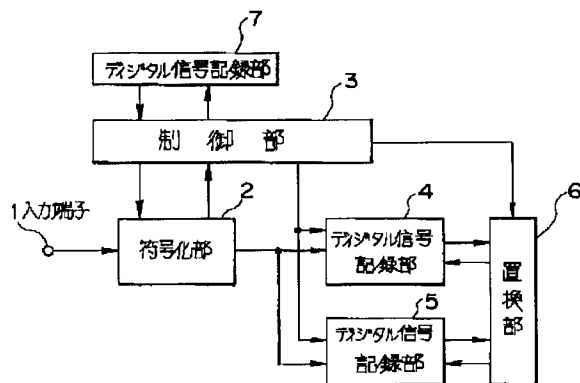 7
ディジタル信号記録部
3
制御部
1入力端子
2
符号化部
4
ディジタル信号
記録部
5
ディジタル信号
記録部
6
置換部